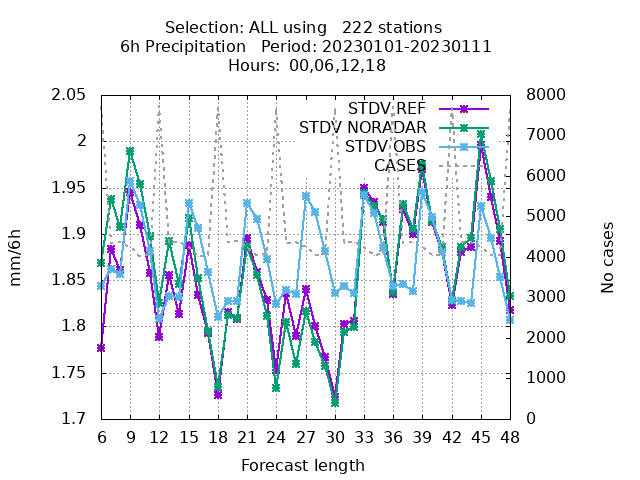 Selection: ALL using   222 stations
6h Precipitation   Period: 20230101-20230111
Hours:  00,06,12,18
2.05
2
1.95
1.9
1.85
1.8
1.75
1.7
8000
7000
6000
5000
4000
3000
2000
1000
0
STDV REF
STDV NORADAR
STDV OBS
CASES
mm/6h
No cases
6 9 12 15 18 21 24 27 30 33 36 39 42 45 48
Forecast length